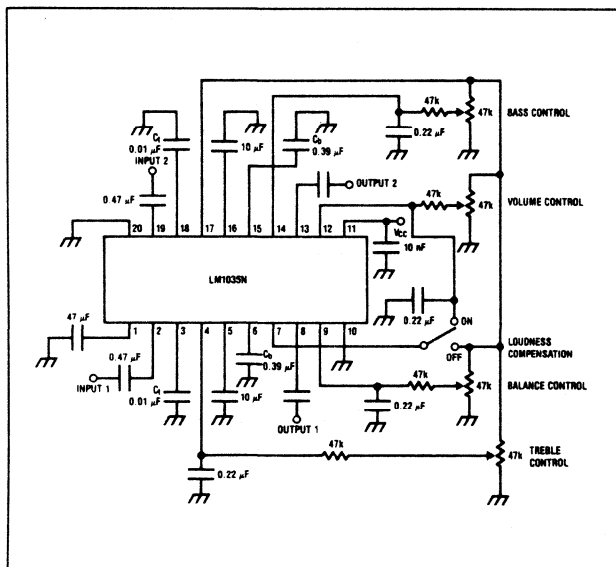 Ct
0.01 μF
INPUT 2
0.47 μF
10 μF
Cb
0.39 μF
OUTPUT 2
47k
0.22 μF
47k
BASS CONTROL
47k
47k
VOLUME CONTROL
VCC
10 nF
20 19 18 17 16 15 14 13 12 11
LM1035N
1 2 3 4 5 6 7 8 9 10
47 μF
0.47 μF
INPUT 1
Ct
0.01 μF
10 μF
Cb
0.39 μF
OUTPUT 1
0.22 μF
ON
OFF
LOUDNESS
COMPENSATION
47k
0.22 μF
47k
BALANCE CONTROL
47k
0.22 μF
47k
TREBLE
CONTROL